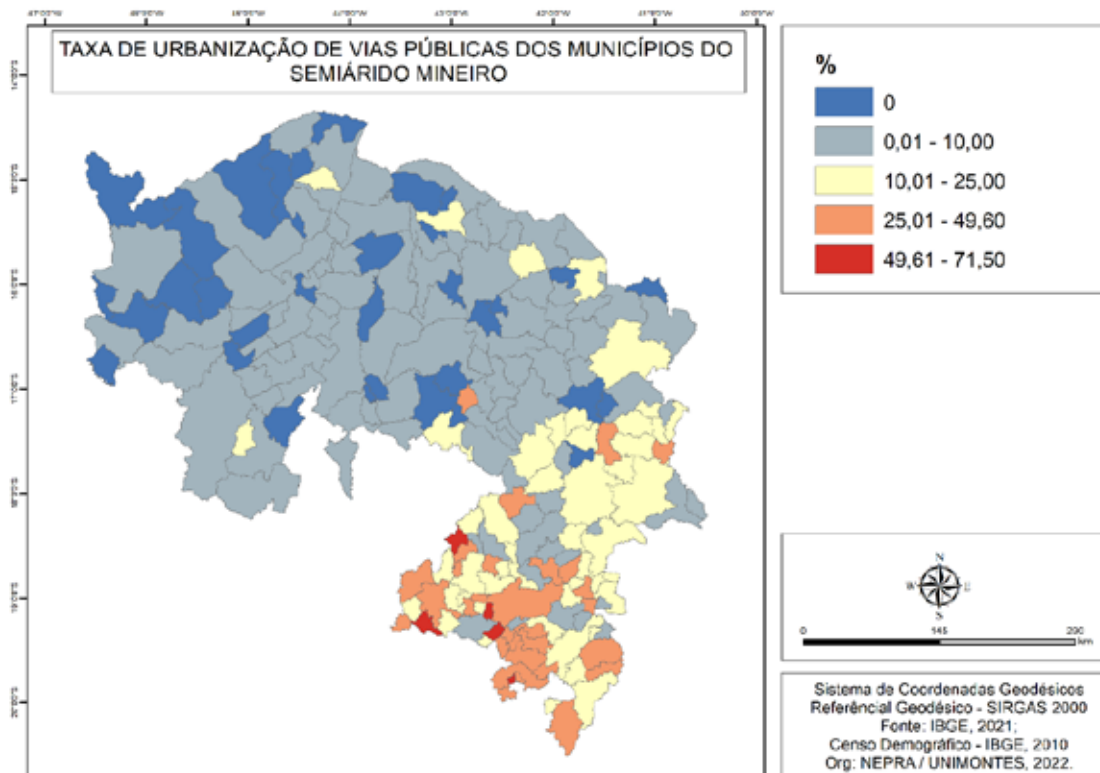 TAXA DE URBANIZAÇÃO DE VIAS PÚBLICAS DOS MUNICÍPIOS DO
SEMIÁRIDO MINEIRO
%
0
0,01 - 10,00
10,01 - 25,00
25,01 - 49,60
49,61 - 71,50
N
W E
S
0 145 290
km
Sistema de Coordenadas Geodésicos
Referêncial Geodésico - SIRGAS 2000
Fonte: IBGE, 2021;
Censo Demográfico - IBGE, 2010
Org: NEPRA / UNIMONTES, 2022.